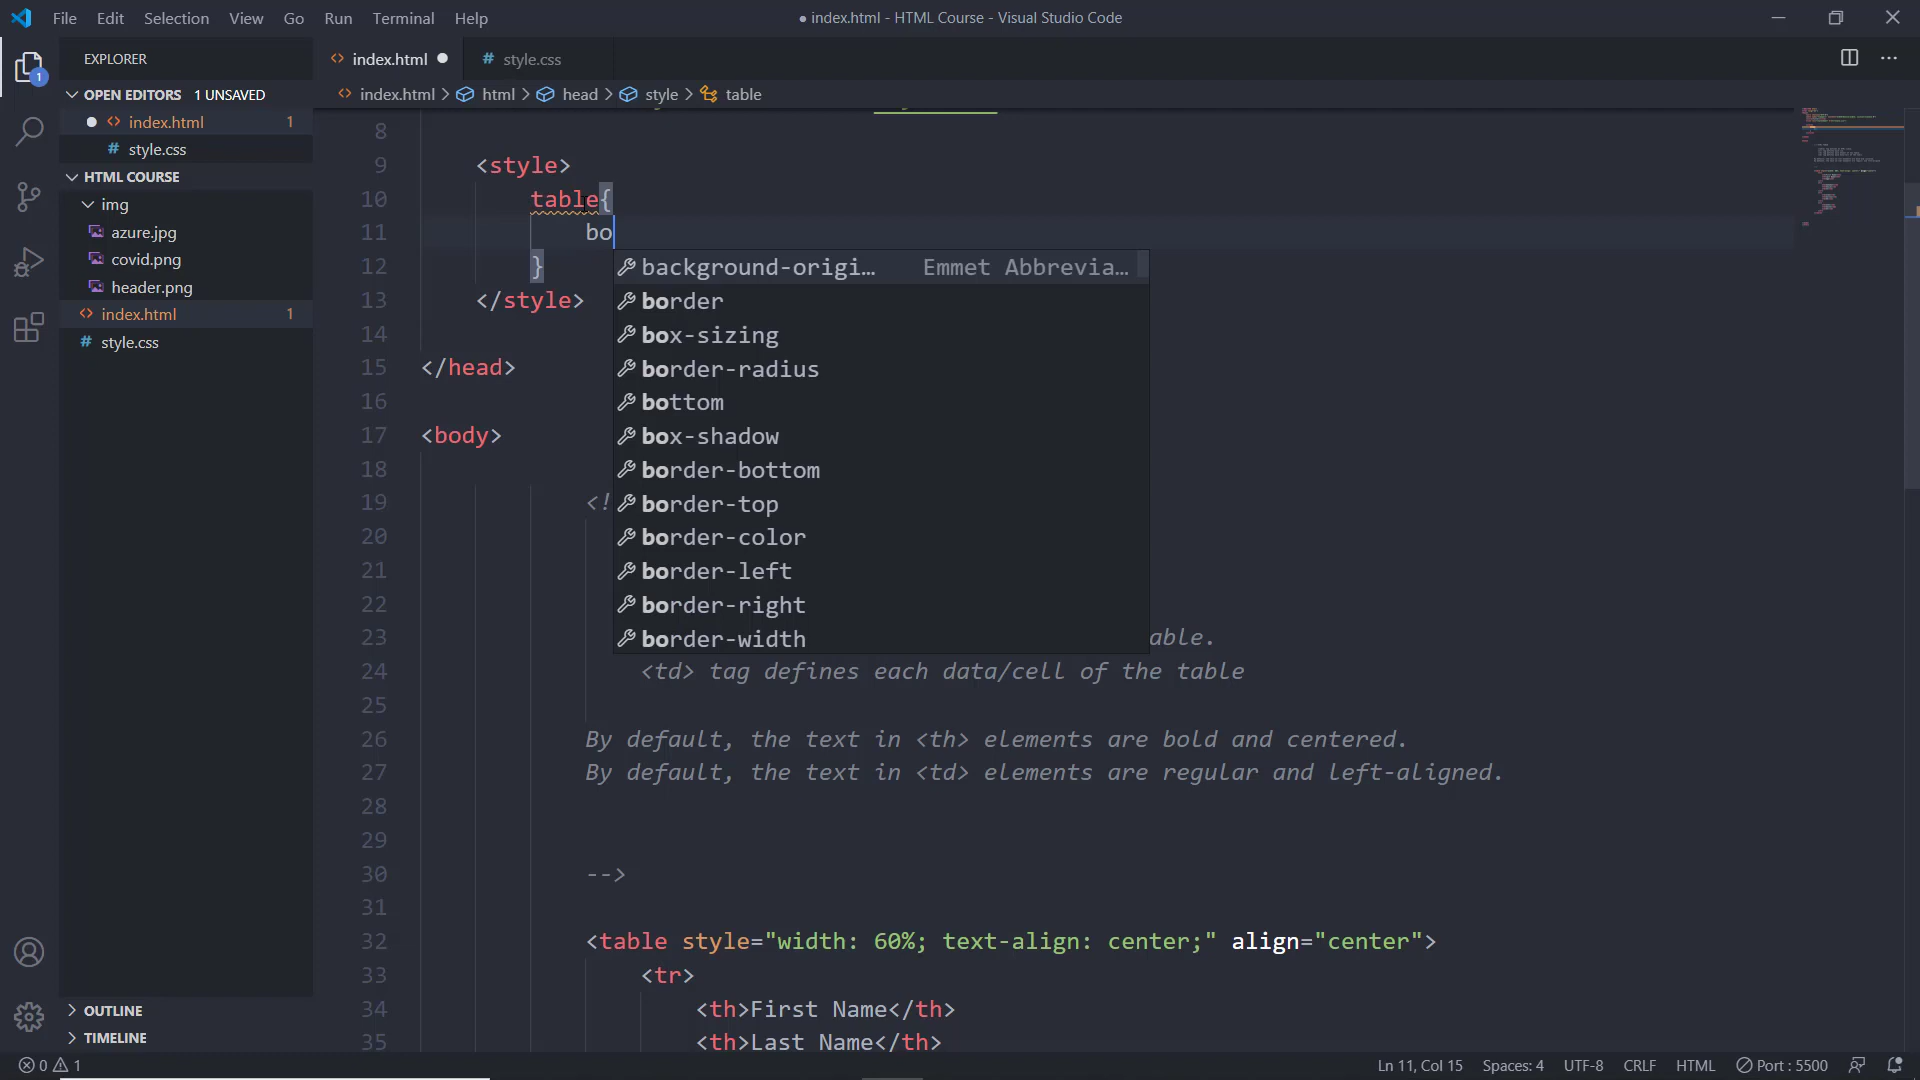 File Edit Selection View Go Run Terminal Help
● index.html - HTML Course - Visual Studio Code
EXPLORER
<> index.html ●
# style.css
OPEN EDITORS 1 UNSAVED
<> index.html > html > head > style > table
● <> index.html 1
# style.css
HTML COURSE
img
azure.jpg
covid.png
header.png
<> index.html 1
# style.css
8
9 <style>
10 table{
11 bo
12 }
13 </style>
14
15 </head>
16
17 <body>
18
19 <!
20
21
22
23 able.
24 <td> tag defines each data/cell of the table
25
26 By default, the text in <th> elements are bold and centered.
27 By default, the text in <td> elements are regular and left-aligned.
28
29
30 -->
31
32 <table style="width: 60%; text-align: center;" align="center">
33 <tr>
34 <th>First Name</th>
35 <th>Last Name</th>
background-origi… Emmet Abbrevia…
border
box-sizing
border-radius
bottom
box-shadow
border-bottom
border-top
border-color
border-left
border-right
border-width
1
OUTLINE
TIMELINE
0 1
Ln 11, Col 15 Spaces: 4 UTF-8 CRLF HTML Port : 5500